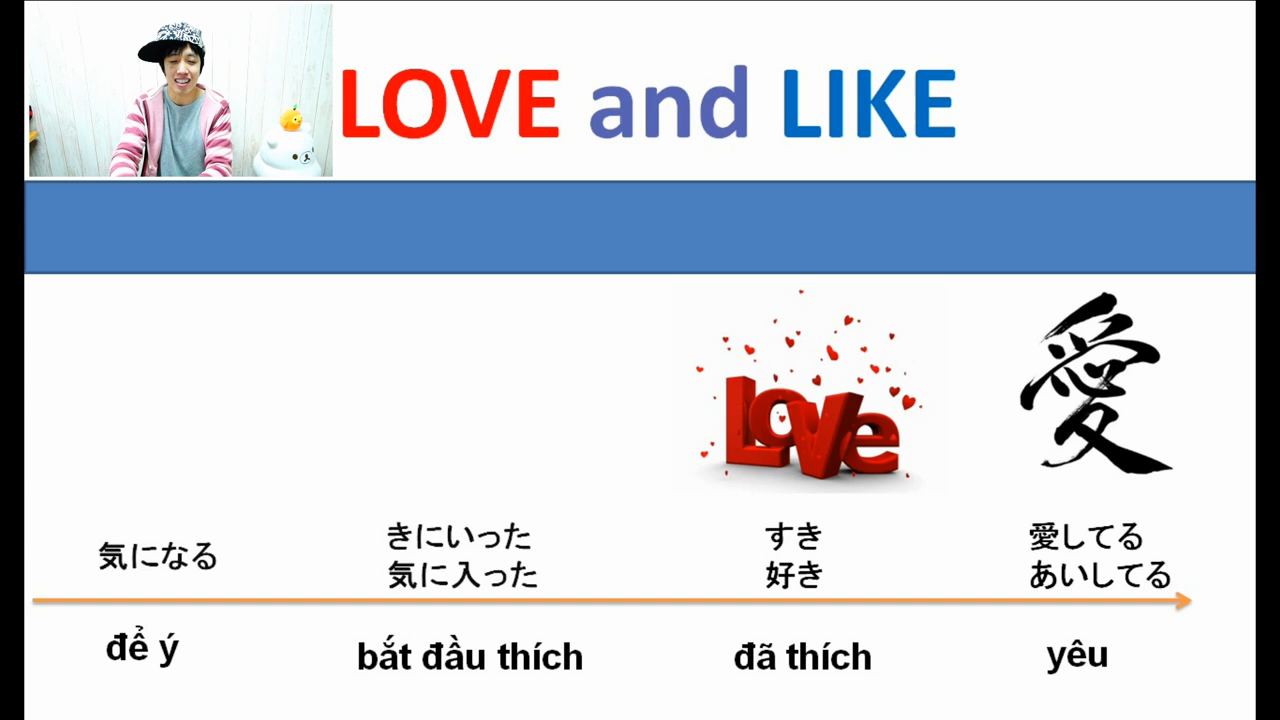 LOVE and LIKE
Love
愛
気になる
きにいった
気に入った
すき
好き
愛してる
あいしてる
để ý
bắt đầu thích
đã thích
yêu